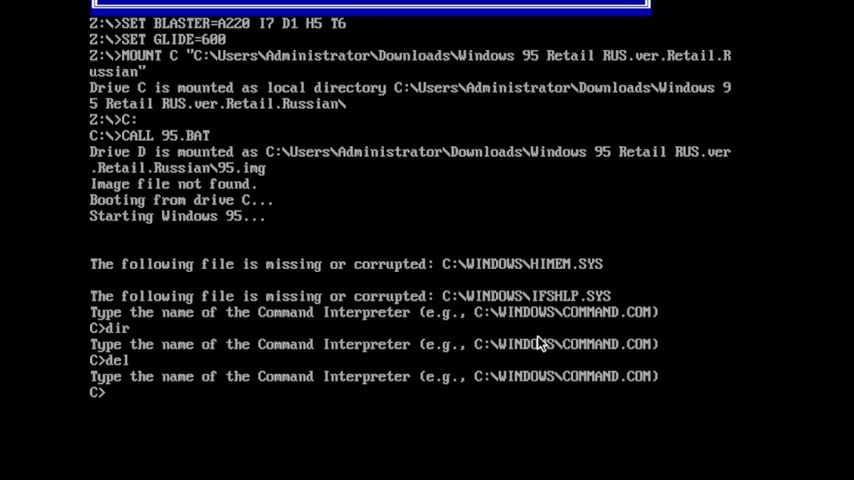 Z:\>SET BLASTER=A220 I7 D1 H5 T6
Z:\>SET GLIDE=600
Z:\>MOUNT C "C:\Users\Administrator\Downloads\Windows 95 Retail RUS.ver.Retail.R
ussian"
Drive C is mounted as local directory C:\Users\Administrator\Downloads\Windows 9
5 Retail RUS.ver.Retail.Russian\
Z:\>C:
C:\>CALL 95.BAT
Drive D is mounted as C:\Users\Administrator\Downloads\Windows 95 Retail RUS.ver
.Retail.Russian\95.img
Image file not found.
Booting from drive C...
Starting Windows 95...
The following file is missing or corrupted: C:\WINDOWS\HIMEM.SYS
The following file is missing or corrupted: C:\WINDOWS\IFSHLP.SYS
Type the name of the Command Interpreter (e.g., C:\WINDOWS\COMMAND.COM)
C>dir
Type the name of the Command Interpreter (e.g., C:\WINDOWS\COMMAND.COM)
C>del
Type the name of the Command Interpreter (e.g., C:\WINDOWS\COMMAND.COM)
C>